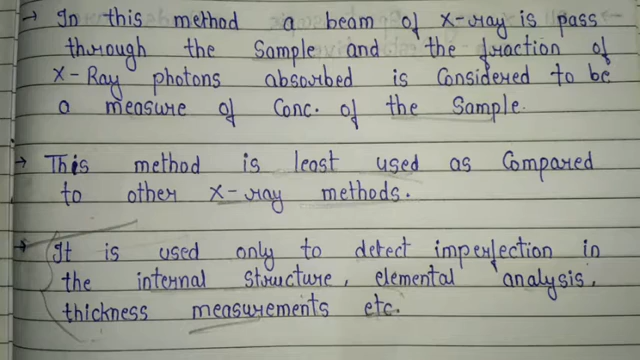 → In this method a beam of X-ray is pass
through the Sample and the fraction of
X-Ray photons absorbed is Considered to be
a measure of Conc. of the Sample.
→ This method is least used as Compared
to other X-ray methods.
→ It is used only to detect imperfection in
the internal structure, elemental analysis,
thickness measurements etc.